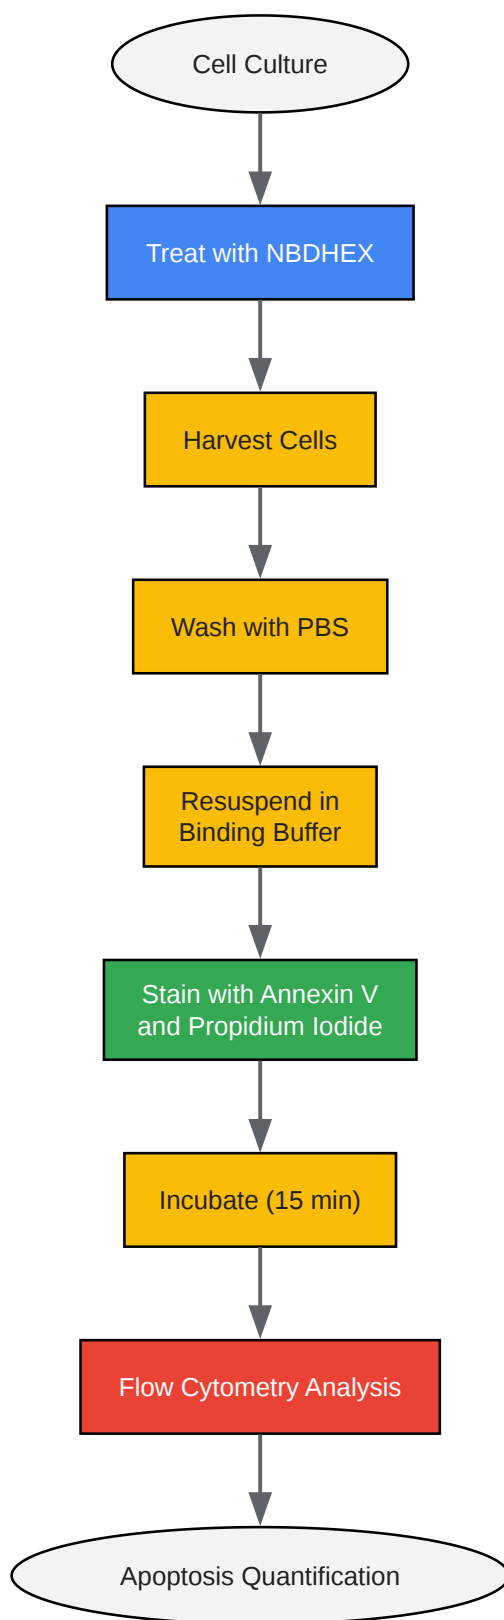 Cell Culture
Treat with NBDHEX
Harvest Cells
Wash with PBS
Resuspend in
Binding Buffer
Stain with Annexin V
and Propidium Iodide
Incubate (15 min)
Flow Cytometry Analysis
Apoptosis Quantification